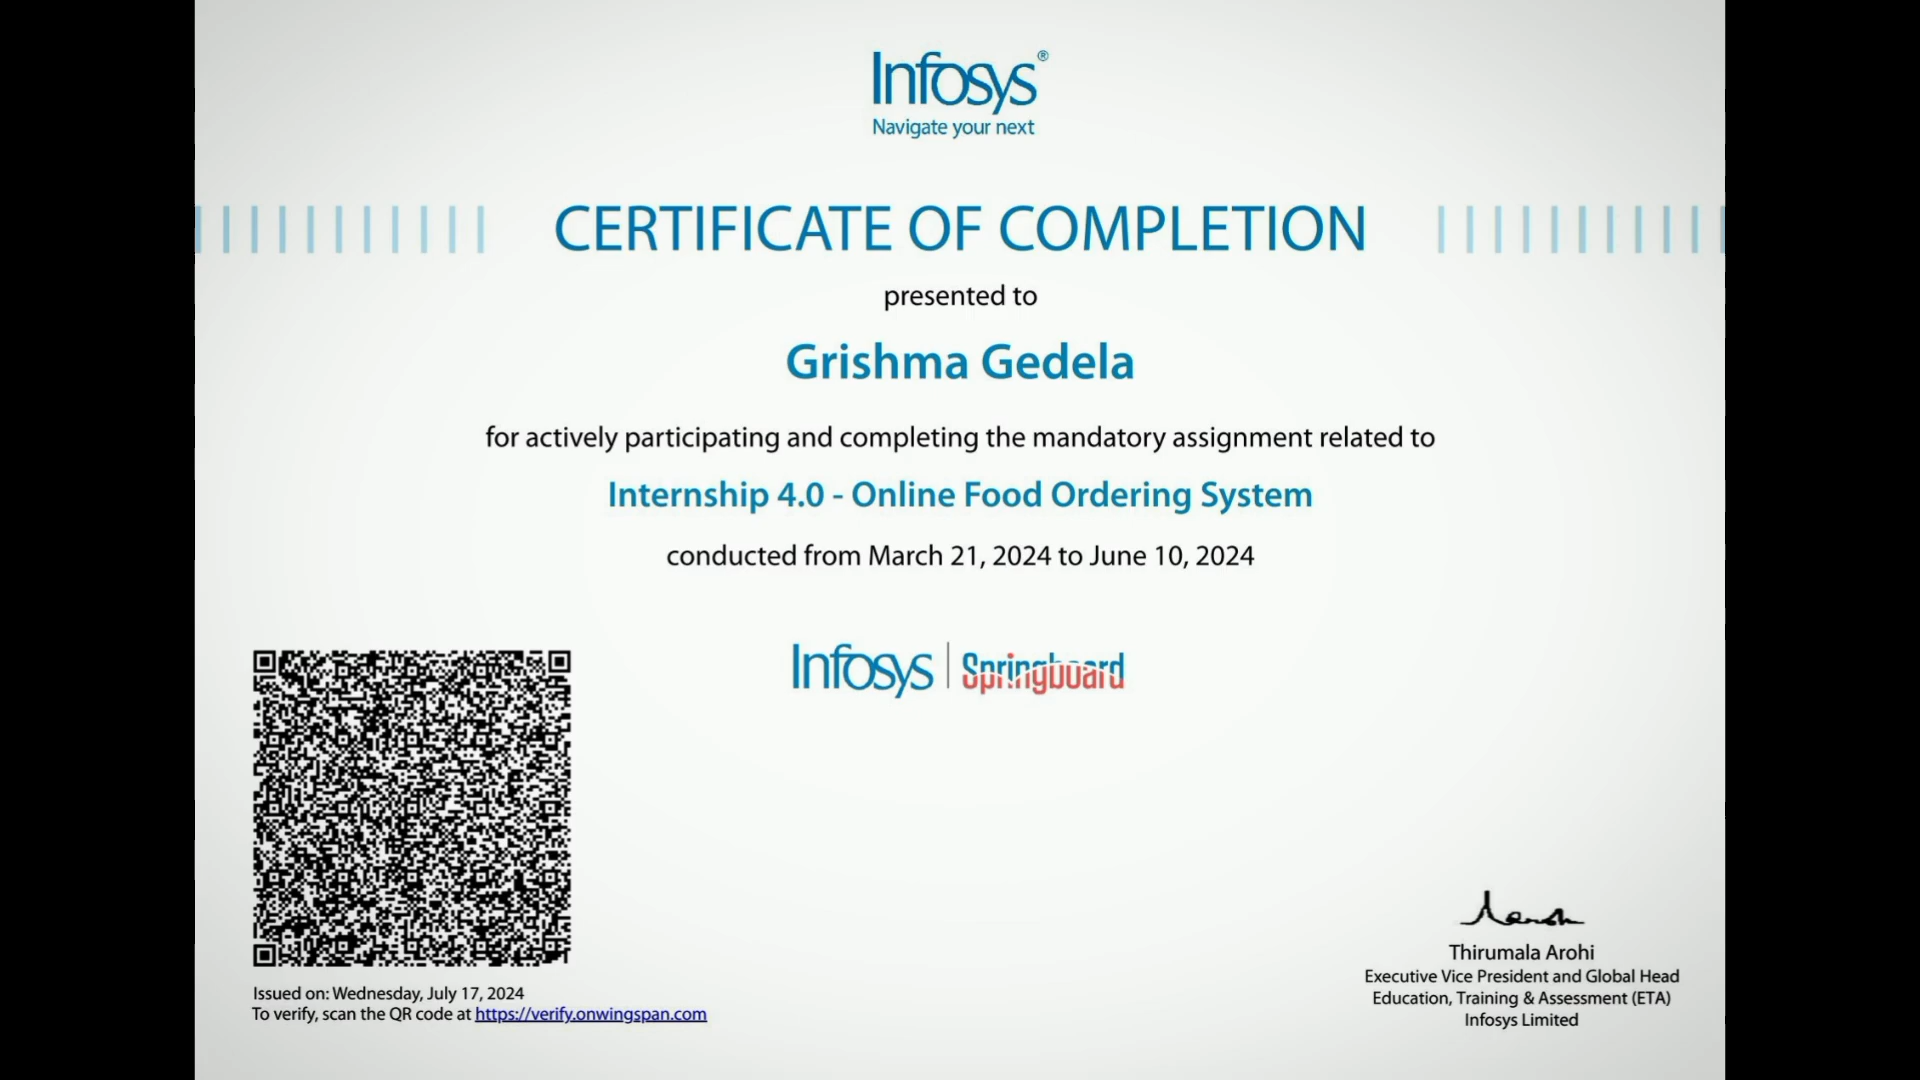 Infosys®
Navigate your next
CERTIFICATE OF COMPLETION
presented to
Grishma Gedela
for actively participating and completing the mandatory assignment related to
Internship 4.0 - Online Food Ordering System
conducted from March 21, 2024 to June 10, 2024
Infosys | Springboard
Issued on: Wednesday, July 17, 2024
To verify, scan the QR code at https://verify.onwingspan.com
Thirumala Arohi
Executive Vice President and Global Head
Education, Training & Assessment (ETA)
Infosys Limited